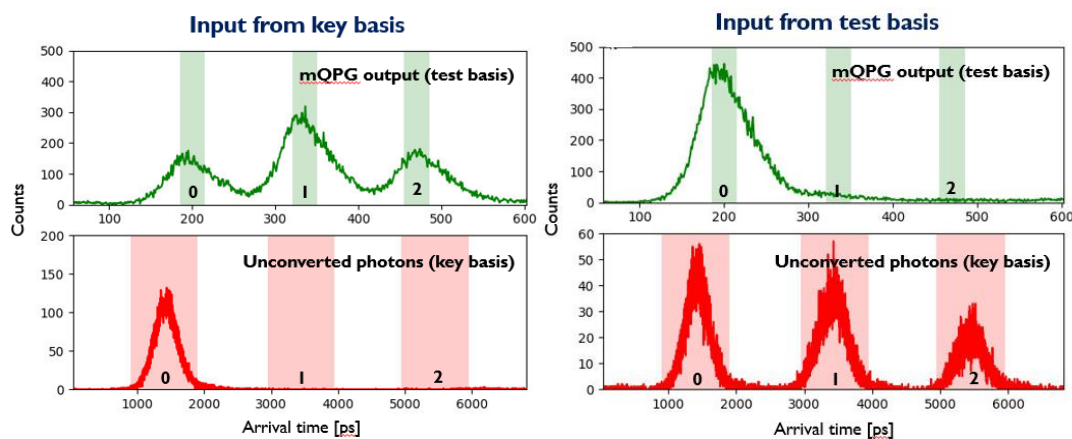 Input from key basis
mQPG output (test basis)
500
400
300
200
100
0
0 1 2
100 200 300 400 500 600
Counts
Unconverted photons (key basis)
200
150
100
50
0
0 1 2
1000 2000 3000 4000 5000 6000
Arrival time [ps]
Input from test basis
mQPG output (test basis)
500
400
300
200
100
0
0 1 2
100 200 300 400 500 600
Counts
Unconverted photons (key basis)
60
50
40
30
20
10
0
0 1 2
1000 2000 3000 4000 5000 6000
Arrival time [ps]